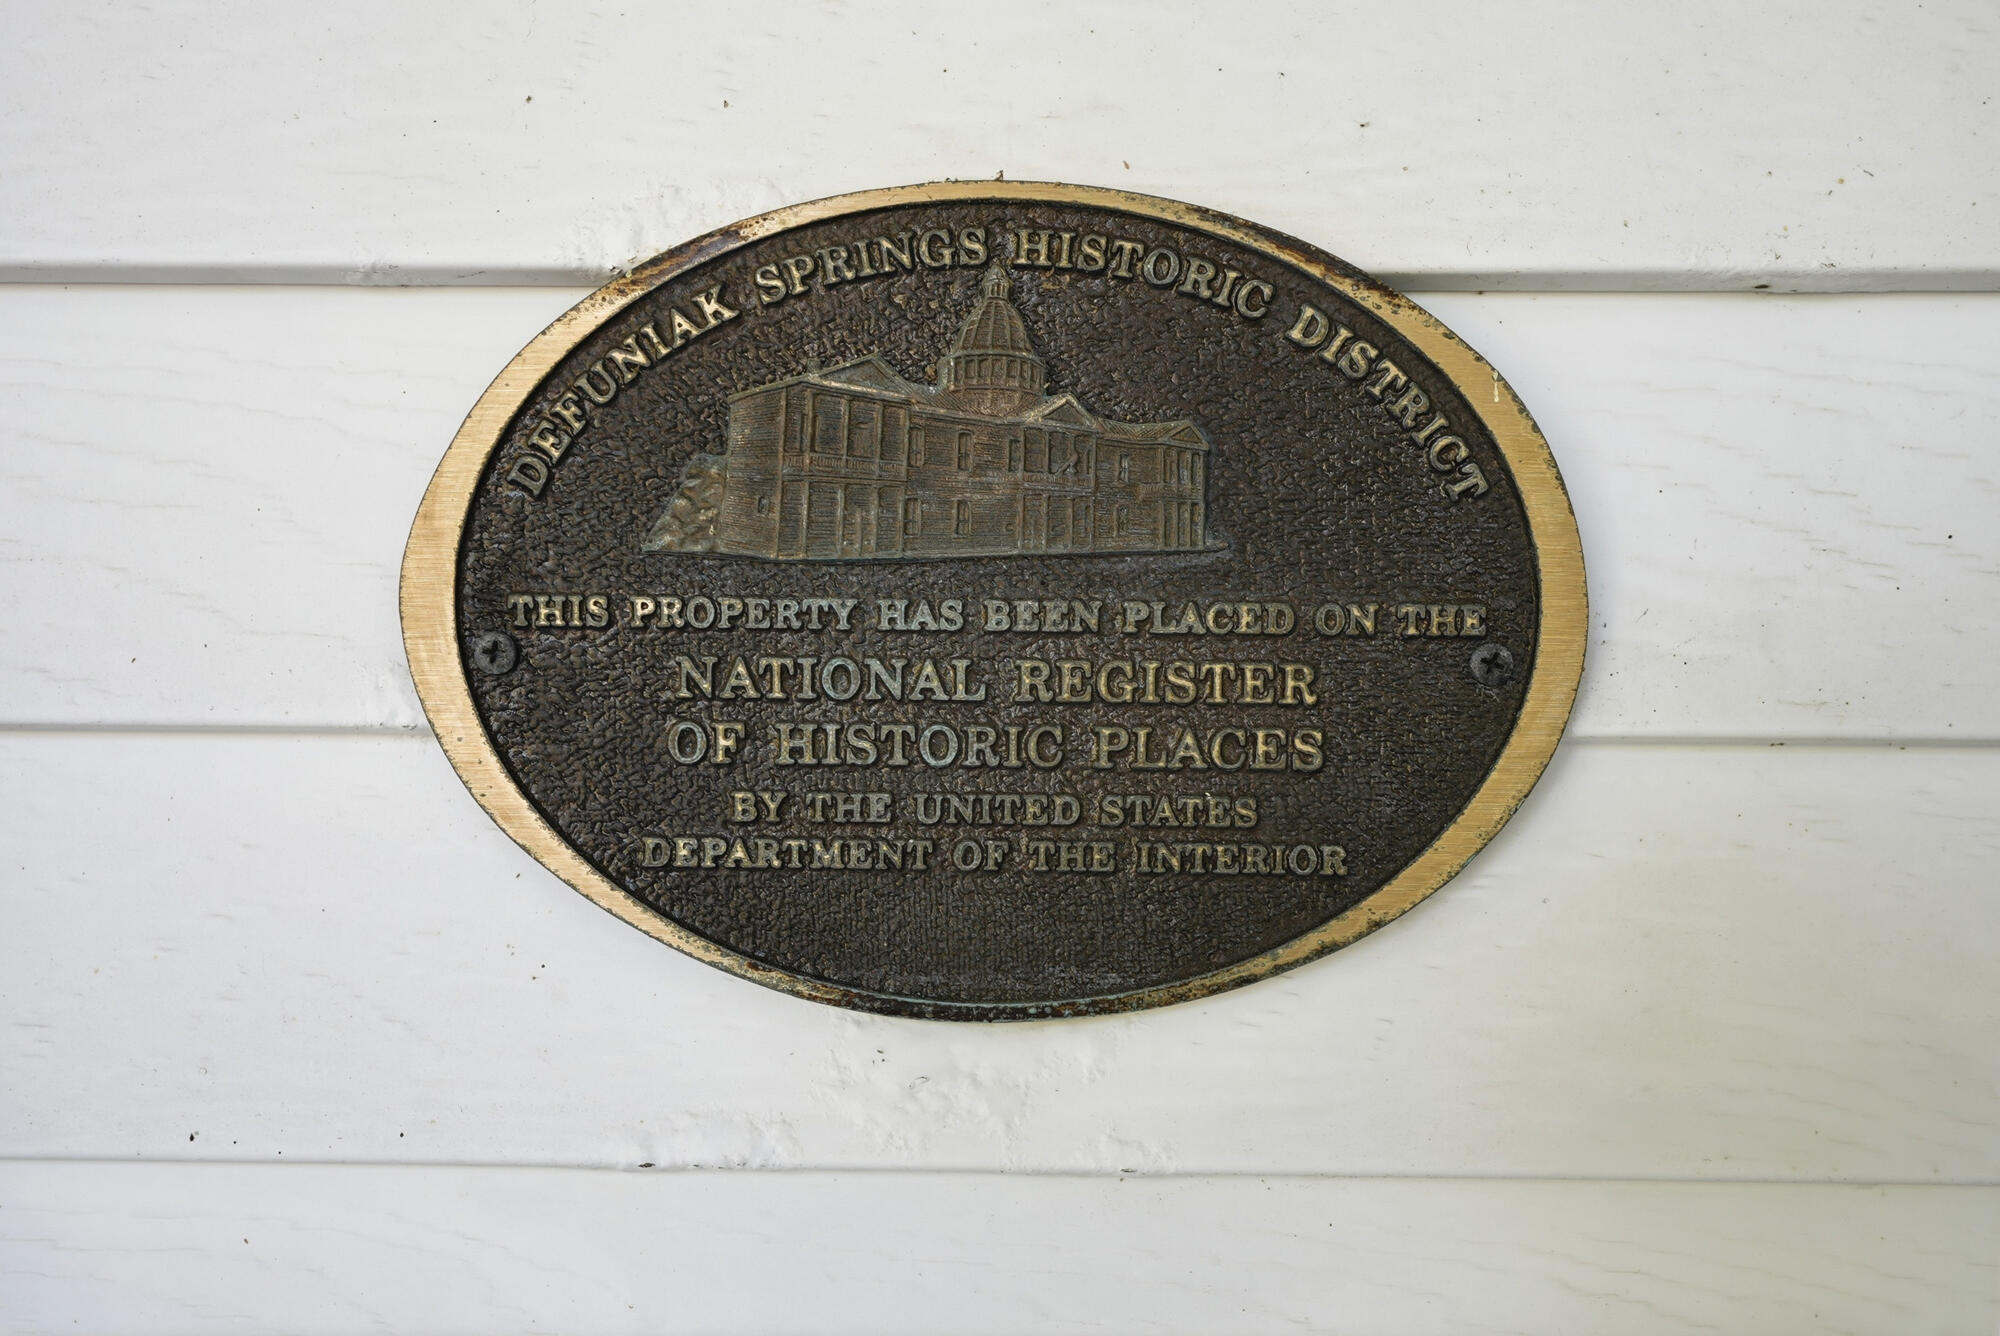 DEFUNIAK SPRINGS HISTORIC DISTRICT
THIS PROPERTY HAS BEEN PLACED ON THE
NATIONAL REGISTER
OF HISTORIC PLACES
BY THE UNITED STATES
DEPARTMENT OF THE INTERIOR